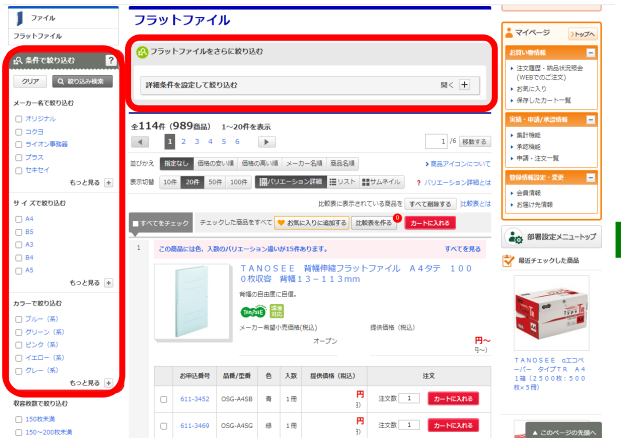 ファイル
フラットファイル
条件で絞り込む ?
クリア 絞り込み検索
メーカー名で絞り込む
オリジナル
コクヨ
ライオン事務器
プラス
セキセイ
もっと見る +
サイズで絞り込む
A4
B5
A3
B4
A5
もっと見る +
カラーで絞り込む
ブルー（系）
グリーン（系）
ピンク（系）
イエロー（系）
グレー（系）
もっと見る +
収容枚数で絞り込む
150枚未満
150～200枚未満
フラットファイル
フラットファイルをさらに絞り込む
詳細条件を設定して絞り込む 開く +
全114件（989商品） 1～20件を表示
1 2 3 4 5 6 1 /6 移動する
並びかえ 指定なし 価格の安い順 価格の高い順 メーカー名順 商品名順 商品アイコンについて
表示切替 10件 20件 50件 100件 バリエーション詳細 リスト サムネイル ? バリエーション詳細とは
比較表に表示されている商品を すべて削除する 比較表とは
すべてをチェック チェックした商品をすべて お気に入りに追加する 比較表を作る 0 カートに入れる
1 この商品には色、入数のバリエーション違いが15件あります。 すべてを見る
TANOSEE 背幅伸縮フラットファイル A4タテ 100
0枚収容 背幅13－113mm
背幅の自由度に自信。
TanoSEE 環境対応
メーカー希望小売価格(税込) 提供価格（税込）
オープン 円～
円～)
お申込番号 品番/型番 色 入数 提供価格（税込） 注文
611-3452 OSG-A4SB 青 1冊 円 注文数 1 カートに入れる
611-3469 OSG-A4SG 緑 1冊 円 注文数 1 カートに入れる
マイページ トップへ
お買い物情報
注文履歴・納品状況照会
(WEBでのご注文)
お気に入り
保存したカート一覧
実績・申請/承認情報
集計機能
承認機能
申請・注文一覧
登録情報設定・変更
会員情報
お届け先情報
部署設定メニュートップ
最近チェックした商品
TANOSEE αエコペ
ーパー タイプTR A4
1箱（2500枚：500
枚×5冊）
▲ このページの先頭へ